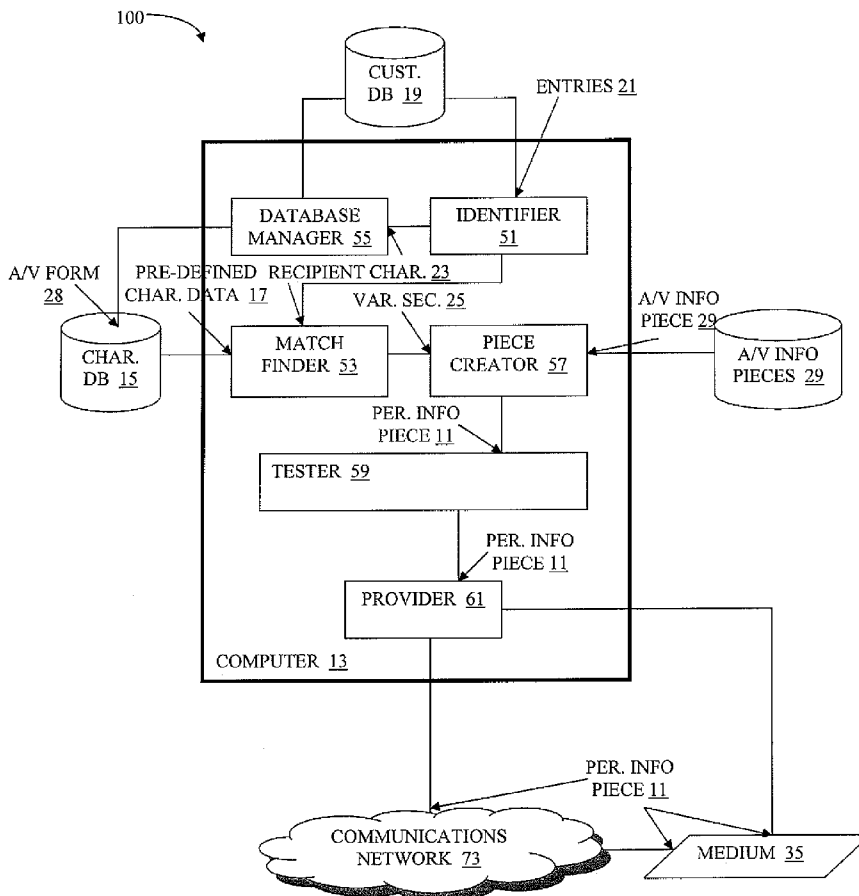 100
CUST.
DB 19
ENTRIES 21
DATABASE
MANAGER 55
IDENTIFIER
51
A/V FORM
28
PRE-DEFINED
CHAR. DATA 17
RECIPIENT CHAR. 23
VAR. SEC. 25
A/V INFO
PIECE 29
CHAR.
DB 15
MATCH
FINDER 53
PIECE
CREATOR 57
A/V INFO
PIECES 29
PER. INFO
PIECE 11
TESTER 59
PER. INFO
PIECE 11
PROVIDER 61
COMPUTER 13
PER. INFO
PIECE 11
COMMUNICATIONS
NETWORK 73
MEDIUM 35